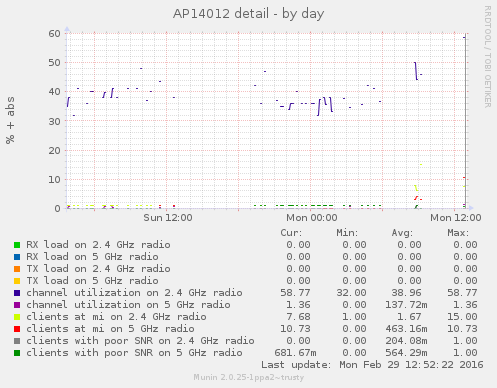 AP14012 detail - by day
RRDTOOL / TOBI OETIKER
% + abs
60
50
40
30
20
10
0
Sun 12:00 Mon 00:00 Mon 12:00
Cur: Min: Avg: Max:
RX load on 2.4 GHz radio 0.00 0.00 0.00 0.00
RX load on 5 GHz radio 0.00 0.00 0.00 0.00
TX load on 2.4 GHz radio 0.00 0.00 0.00 0.00
TX load on 5 GHz radio 0.00 0.00 0.00 0.00
channel utilization on 2.4 GHz radio 58.77 32.00 38.96 58.77
channel utilization on 5 GHz radio 1.36 0.00 137.72m 1.36
clients at mi on 2.4 GHz radio 7.68 1.00 1.67 15.00
clients at mi on 5 GHz radio 10.73 0.00 463.16m 10.73
clients with poor SNR on 2.4 GHz radio 0.00 0.00 204.08m 1.00
clients with poor SNR on 5 GHz radio 681.67m 0.00 564.29m 1.00
Last update: Mon Feb 29 12:52:22 2016
Munin 2.0.25-1ppa2~trusty